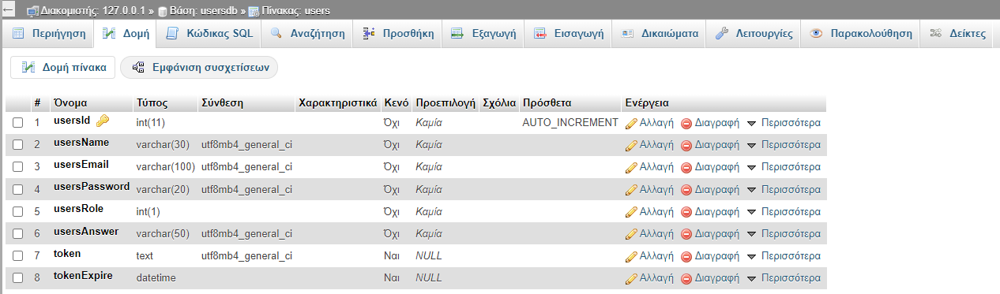 ← Διακομιστής: 127.0.0.1 » Βάση: usersdb » Πίνακας: users
Περιήγηση Δομή Κώδικας SQL Αναζήτηση Προσθήκη Εξαγωγή Εισαγωγή Δικαιώματα Λειτουργίες Παρακολούθηση Δείκτες
Δομή πίνακα Εμφάνιση συσχετίσεων
# Όνομα Τύπος Σύνθεση Χαρακτηριστικά Κενό Προεπιλογή Σχόλια Πρόσθετα Ενέργεια
1 usersId int(11) Όχι Καμία AUTO_INCREMENT Αλλαγή Διαγραφή Περισσότερα
2 usersName varchar(30) utf8mb4_general_ci Όχι Καμία Αλλαγή Διαγραφή Περισσότερα
3 usersEmail varchar(100) utf8mb4_general_ci Όχι Καμία Αλλαγή Διαγραφή Περισσότερα
4 usersPassword varchar(20) utf8mb4_general_ci Όχι Καμία Αλλαγή Διαγραφή Περισσότερα
5 usersRole int(1) Όχι Καμία Αλλαγή Διαγραφή Περισσότερα
6 usersAnswer varchar(50) utf8mb4_general_ci Όχι Καμία Αλλαγή Διαγραφή Περισσότερα
7 token text utf8mb4_general_ci Ναι NULL Αλλαγή Διαγραφή Περισσότερα
8 tokenExpire datetime Ναι NULL Αλλαγή Διαγραφή Περισσότερα